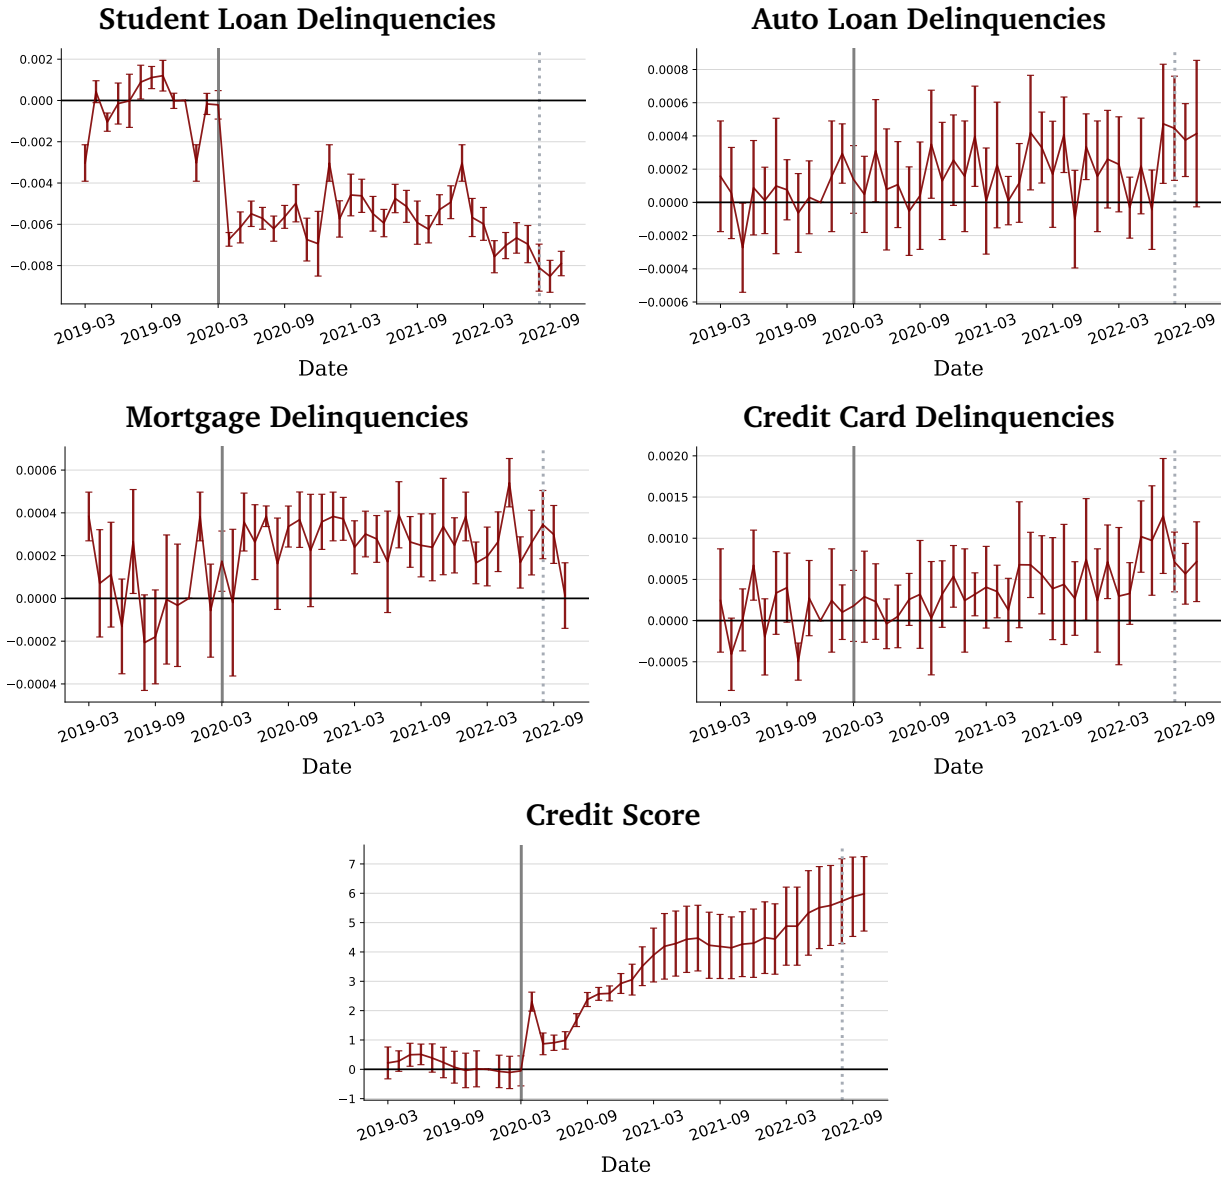 Student Loan Delinquencies
0.002
0.000
−0.002
−0.004
−0.006
−0.008
2019-03 2019-09 2020-03 2020-09 2021-03 2021-09 2022-03 2022-09
Date
Auto Loan Delinquencies
0.0008
0.0006
0.0004
0.0002
0.0000
−0.0002
−0.0004
−0.0006
2019-03 2019-09 2020-03 2020-09 2021-03 2021-09 2022-03 2022-09
Date
Mortgage Delinquencies
0.0006
0.0004
0.0002
0.0000
−0.0002
−0.0004
2019-03 2019-09 2020-03 2020-09 2021-03 2021-09 2022-03 2022-09
Date
Credit Card Delinquencies
0.0020
0.0015
0.0010
0.0005
0.0000
−0.0005
2019-03 2019-09 2020-03 2020-09 2021-03 2021-09 2022-03 2022-09
Date
Credit Score
7
6
5
4
3
2
1
0
−1
2019-03 2019-09 2020-03 2020-09 2021-03 2021-09 2022-03 2022-09
Date